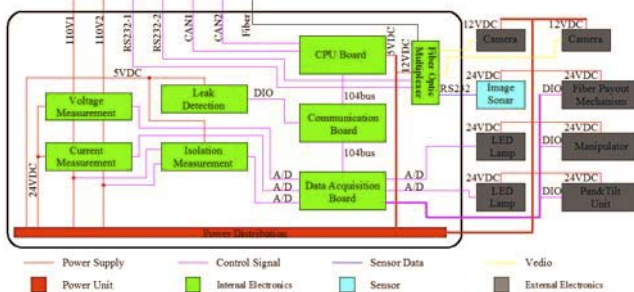 110V1
110V2
RS232-1
RS232-2
CAN1
CAN2
Fiber
5VDC
12VDC
12VDC
12VDC
Camera
Camera
CPU Board
Fiber Optic
Multiplexer
5VDC
Leak
Detection
DIO
104bus
RS232
24VDC
Image
Sonar
24VDC
DIO
Fiber Payout
Mechanism
Voltage
Measurement
Communication
Board
Current
Measurement
Isolation
Measurement
104bus
24VDC
LED
Lamp
24VDC
Manipulator
24VDC
A/D
A/D
A/D
Data Acquisition
Board
A/D
A/D
24VDC
LED
Lamp
24VDC
DIO
Pan&Tilt
Unit
Power Distribution
Power Supply
Control Signal
Sensor Data
Vedio
Power Unit
Internal Electronics
Sensor
External Electronics